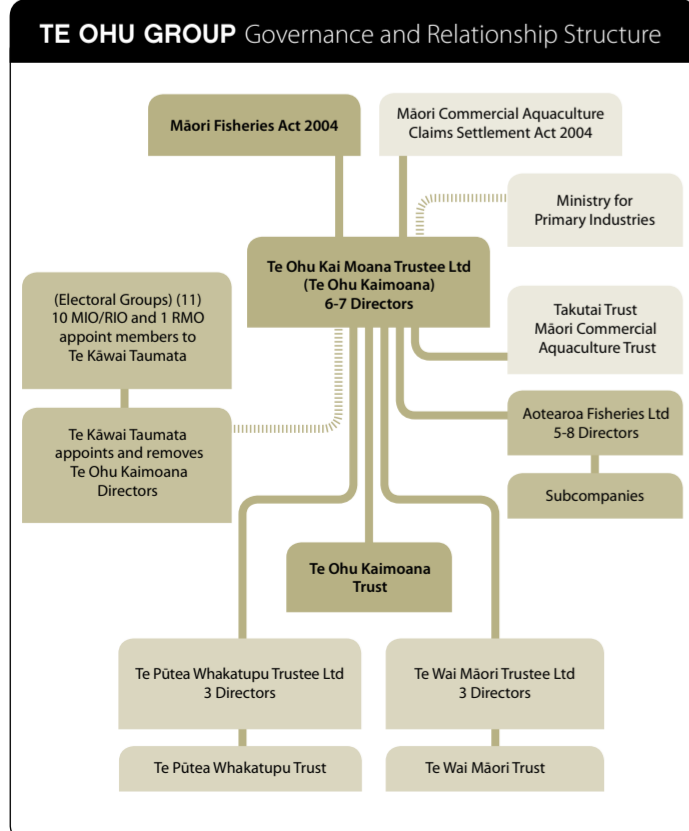 TE OHU GROUP Governance and Relationship Structure
Māori Fisheries Act 2004
Māori Commercial Aquaculture
Claims Settlement Act 2004
Ministry for
Primary Industries
Te Ohu Kai Moana Trustee Ltd
(Te Ohu Kaimoana)
6-7 Directors
(Electoral Groups) (11)
10 MIO/RIO and 1 RMO
appoint members to
Te Kāwai Taumata
Takutai Trust
Māori Commercial
Aquaculture Trust
Te Kāwai Taumata
appoints and removes
Te Ohu Kaimoana
Directors
Aotearoa Fisheries Ltd
5-8 Directors
Subcompanies
Te Ohu Kaimoana
Trust
Te Pūtea Whakatupu Trustee Ltd
3 Directors
Te Wai Māori Trustee Ltd
3 Directors
Te Pūtea Whakatupu Trust
Te Wai Māori Trust